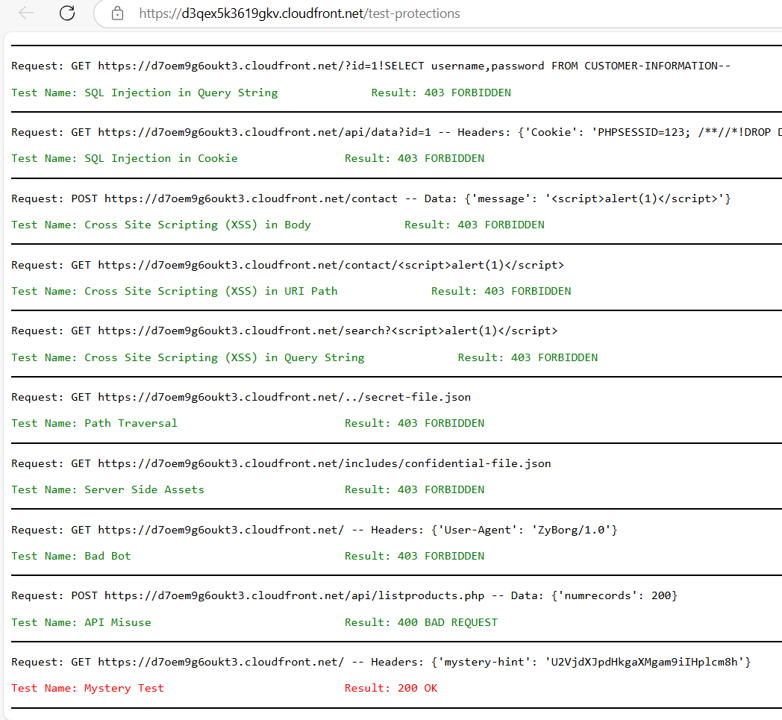 https://d3qex5k3619gkv.cloudfront.net/test-protections
Request: GET https://d7oem9g6oukt3.cloudfront.net/?id=1!SELECT username,password FROM CUSTOMER-INFORMATION--
Test Name: SQL Injection in Query String Result: 403 FORBIDDEN
Request: GET https://d7oem9g6oukt3.cloudfront.net/api/data?id=1 -- Headers: {'Cookie': 'PHPSESSID=123; /**//*!DROP D
Test Name: SQL Injection in Cookie Result: 403 FORBIDDEN
Request: POST https://d7oem9g6oukt3.cloudfront.net/contact -- Data: {'message': '<script>alert(1)</script>'}
Test Name: Cross Site Scripting (XSS) in Body Result: 403 FORBIDDEN
Request: GET https://d7oem9g6oukt3.cloudfront.net/contact/<script>alert(1)</script>
Test Name: Cross Site Scripting (XSS) in URI Path Result: 403 FORBIDDEN
Request: GET https://d7oem9g6oukt3.cloudfront.net/search?<script>alert(1)</script>
Test Name: Cross Site Scripting (XSS) in Query String Result: 403 FORBIDDEN
Request: GET https://d7oem9g6oukt3.cloudfront.net/../secret-file.json
Test Name: Path Traversal Result: 403 FORBIDDEN
Request: GET https://d7oem9g6oukt3.cloudfront.net/includes/confidential-file.json
Test Name: Server Side Assets Result: 403 FORBIDDEN
Request: GET https://d7oem9g6oukt3.cloudfront.net/ -- Headers: {'User-Agent': 'ZyBorg/1.0'}
Test Name: Bad Bot Result: 403 FORBIDDEN
Request: POST https://d7oem9g6oukt3.cloudfront.net/api/listproducts.php -- Data: {'numrecords': 200}
Test Name: API Misuse Result: 400 BAD REQUEST
Request: GET https://d7oem9g6oukt3.cloudfront.net/ -- Headers: {'mystery-hint': 'U2VjdXJpdHkgaXMgam9iIHplcm8h'}
Test Name: Mystery Test Result: 200 OK